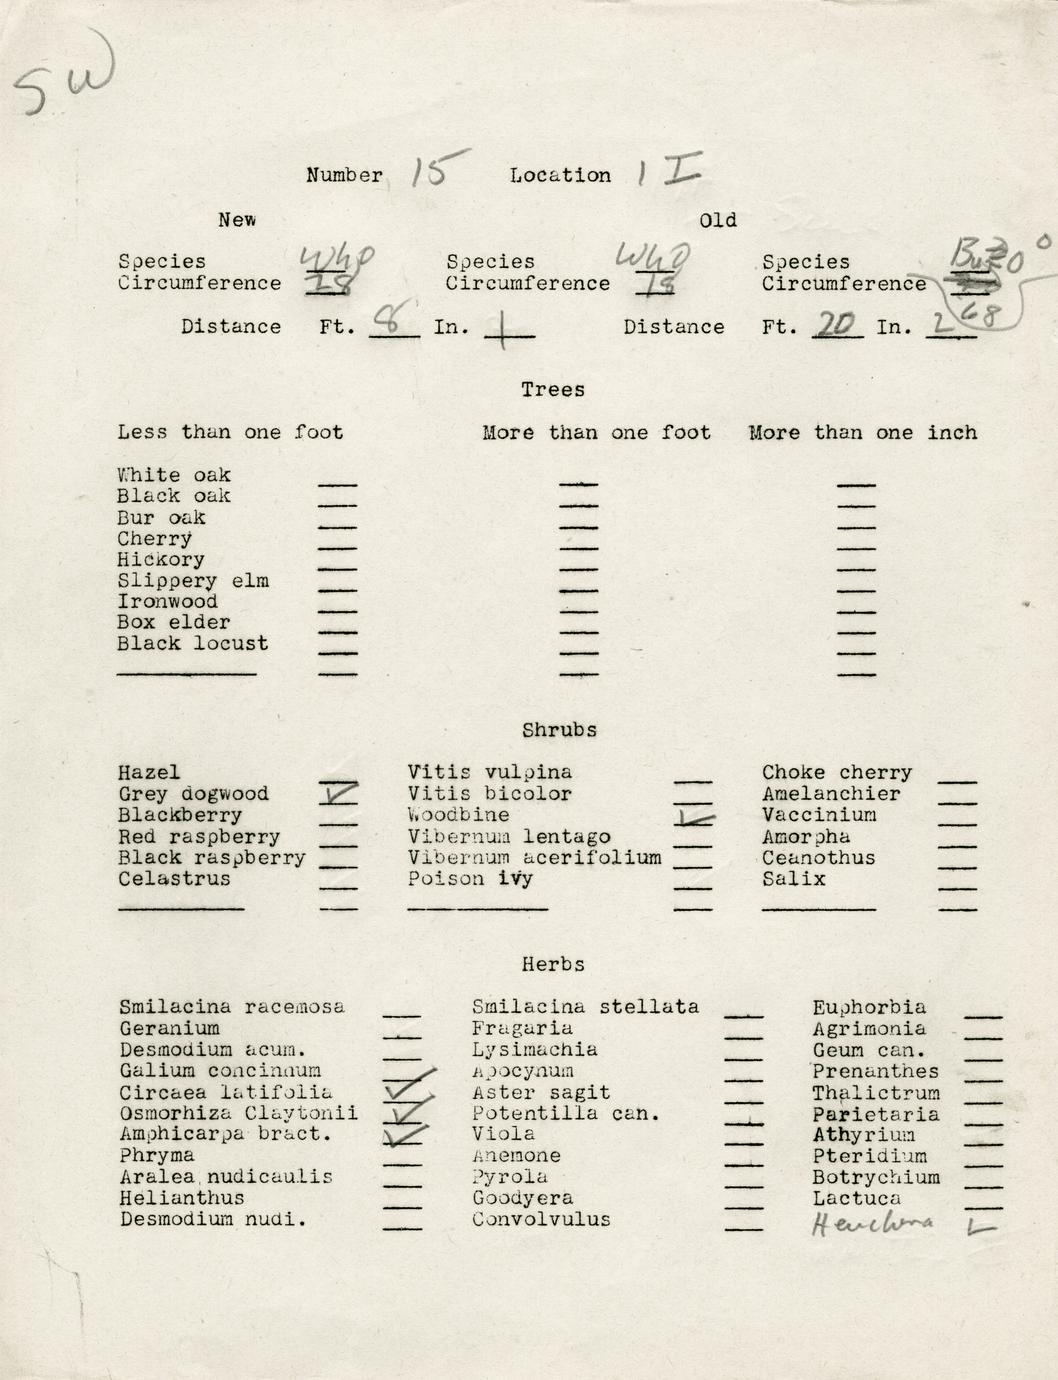 SW
Number 15 Location 1 I
New Old
Species Who Species Who Species Bu
Circumference 28 Circumference 18 Circumference 68
Distance Ft. 8 In. 1 Distance Ft. 20 In. 2
Trees
Less than one foot More than one foot More than one inch
White oak
Black oak
Bur oak
Cherry
Hickory
Slippery elm
Ironwood
Box elder
Black locust
Shrubs
Hazel Vitis vulpina Choke cherry
Grey dogwood ✓ Vitis bicolor Amelanchier
Blackberry Woodbine ✓ Vaccinium
Red raspberry Vibernum lentago Amorpha
Black raspberry Vibernum acerifolium Ceanothus
Celastrus Poison ivy Salix
Herbs
Smilacina racemosa Smilacina stellata Euphorbia
Geranium Fragaria Agrimonia
Desmodium acum. Lysimachia Geum can.
Galium concinnum Apocynum Prenanthes
Circaea latifolia ✓ Aster sagit Thalictrum
Osmorhiza Claytonii ✓ Potentilla can. Parietaria
Amphicarpa bract. ✓ Viola Athyrium
Phryma Anemone Pteridium
Aralea nudicaulis Pyrola Botrychium
Helianthus Goodyera Lactuca
Desmodium nudi. Convolvulus Heuchera ✓